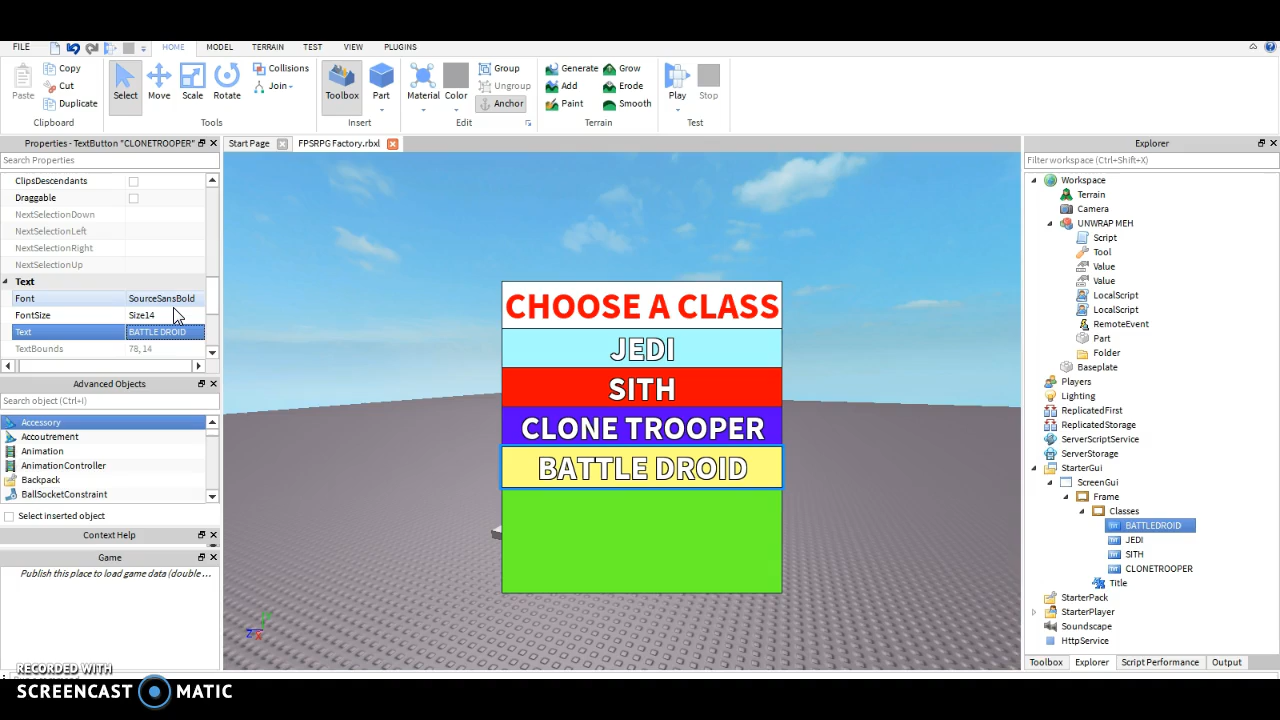 FILE
HOME
MODEL
TERRAIN
TEST
VIEW
PLUGINS
Paste
Copy
Cut
Duplicate
Clipboard
Select
Move
Scale
Rotate
Collisions
Join
Tools
Toolbox
Part
Insert
Material
Color
Group
Ungroup
Anchor
Edit
Generate
Grow
Add
Erode
Paint
Smooth
Terrain
Play
Stop
Test
Properties - TextButton "CLONETROOPER"
Search Properties
ClipsDescendants
Draggable
NextSelectionDown
NextSelectionLeft
NextSelectionRight
NextSelectionUp
Text
Font SourceSansBold
FontSize Size14
Text BATTLE DROID
TextBounds 78, 14
Advanced Objects
Search object (Ctrl+I)
Accessory
Accoutrement
Animation
AnimationController
Backpack
BallSocketConstraint
Select inserted object
Context Help
Game
Publish this place to load game data (double ...
Start Page
FPSRPG Factory.rbxl
CHOOSE A CLASS
JEDI
SITH
CLONE TROOPER
BATTLE DROID
Explorer
Filter workspace (Ctrl+Shift+X)
Workspace
Terrain
Camera
UNWRAP MEH
Script
Tool
Value
Value
LocalScript
LocalScript
RemoteEvent
Part
Folder
Baseplate
Players
Lighting
ReplicatedFirst
ReplicatedStorage
ServerScriptService
ServerStorage
StarterGui
ScreenGui
Frame
Classes
BATTLEDROID
JEDI
SITH
CLONETROOPER
Title
StarterPack
StarterPlayer
Soundscape
HttpService
Toolbox
Explorer
Script Performance
Output
RECORDED WITH
SCREENCAST MATIC